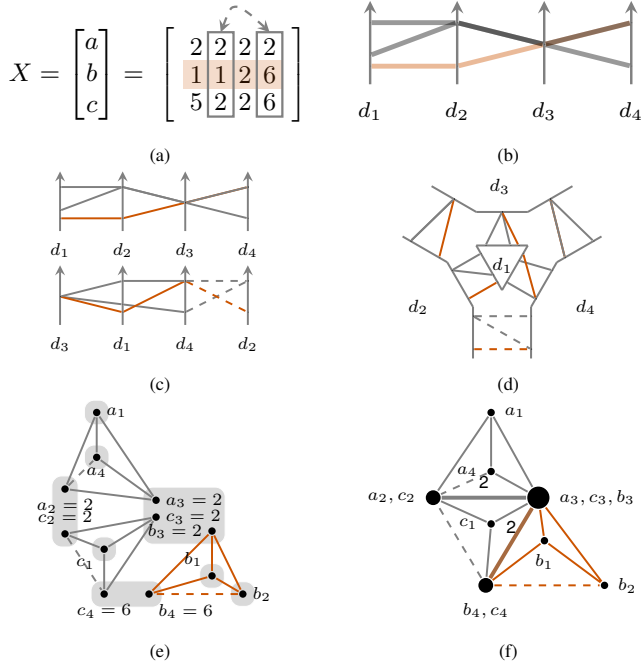 X = [ a b c ] = [ 2 2 2 2
1 1 2 6
5 2 2 6 ]
(a)
d1 d2 d3 d4
(b)
d1 d2 d3 d4
d3 d1 d4 d2
(c)
d3
d1
d2 d4
(d)
a1
a4
a2 = 2
c2 = 2
a3 = 2
c3 = 2
b3 = 2
c1
b1
b2
c4 = 6
b4 = 6
(e)
a1
a4
2
a2, c2
a3, c3, b3
c1
2
b1
b2
b4, c4
(f)